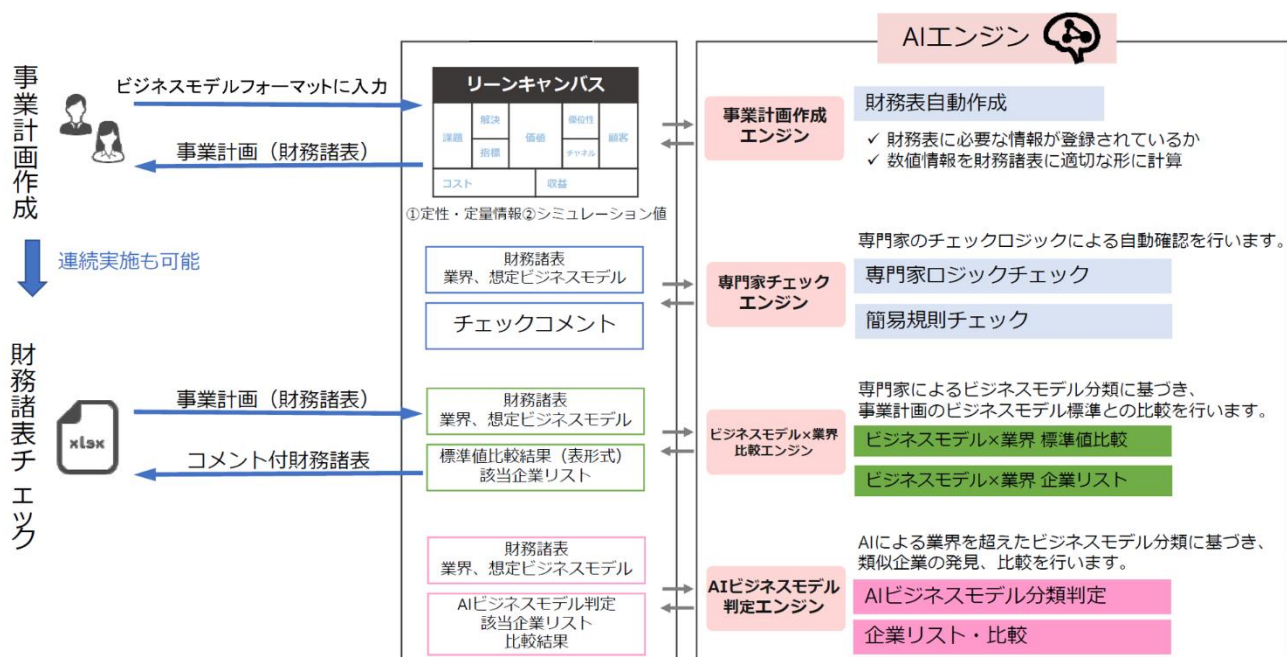 AIエンジン
事業計画作成
ビジネスモデルフォーマットに入力
事業計画（財務諸表）
連続実施も可能
リーンキャンバス
課題
解決
指標
価値
優位性
チャネル
顧客
コスト
収益
①定性・定量情報②シミュレーション値
事業計画作成
エンジン
財務表自動作成
✓ 財務表に必要な情報が登録されているか
✓ 数値情報を財務諸表に適切な形に計算
財務諸表
業界、想定ビジネスモデル
チェックコメント
専門家チェック
エンジン
専門家のチェックロジックによる自動確認を行います。
専門家ロジックチェック
簡易規則チェック
財務諸表チェック
xlsx
事業計画（財務諸表）
コメント付財務諸表
財務諸表
業界、想定ビジネスモデル
標準値比較結果（表形式）
該当企業リスト
ビジネスモデル×業界
比較エンジン
専門家によるビジネスモデル分類に基づき、
事業計画のビジネスモデル標準との比較を行います。
ビジネスモデル×業界 標準値比較
ビジネスモデル×業界 企業リスト
財務諸表
業界、想定ビジネスモデル
AIビジネスモデル判定
該当企業リスト
比較結果
AIビジネスモデル
判定エンジン
AIによる業界を超えたビジネスモデル分類に基づき、
類似企業の発見、比較を行います。
AIビジネスモデル分類判定
企業リスト・比較